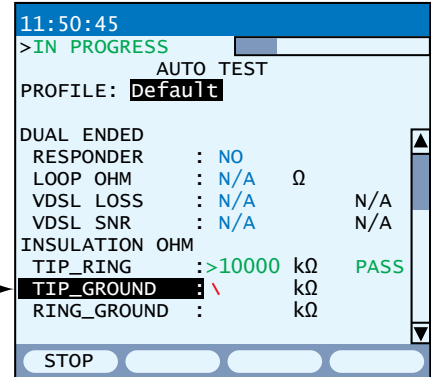 11:50:45
>IN PROGRESS
AUTO TEST
PROFILE: Default
DUAL ENDED
RESPONDER : NO
LOOP OHM : N/A Ω
VDSL LOSS : N/A N/A
VDSL SNR : N/A N/A
INSULATION OHM
TIP_RING :>10000 kΩ PASS
TIP_GROUND : \ kΩ
RING_GROUND : kΩ
STOP